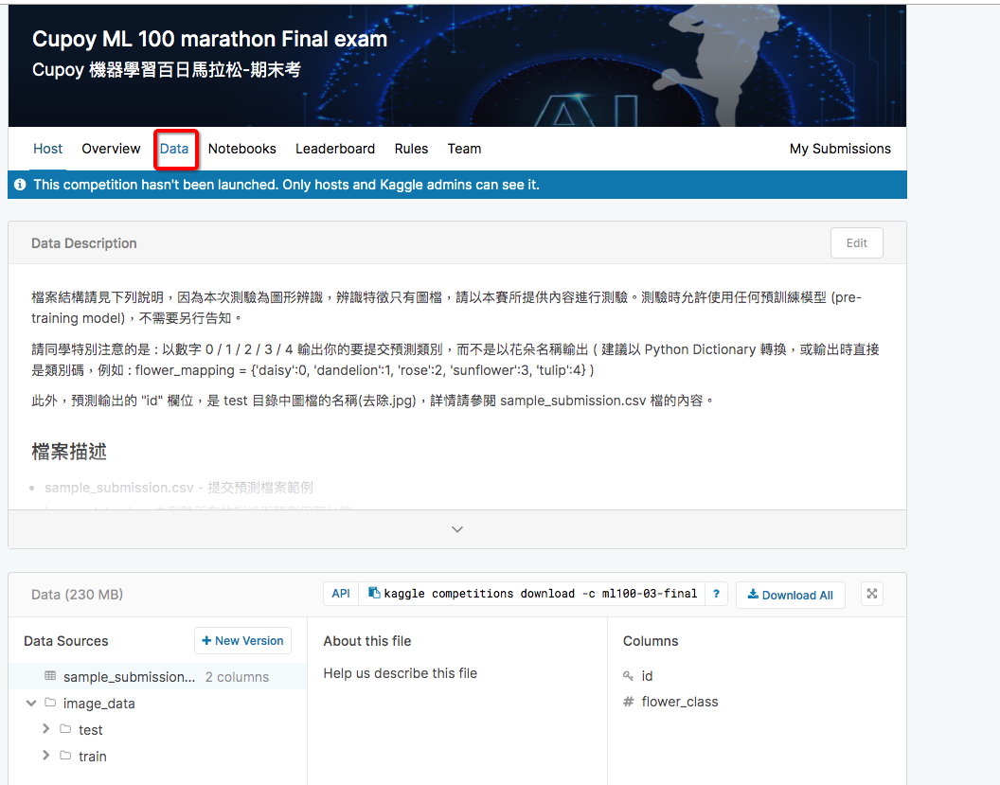 Cupoy ML 100 marathon Final exam
Cupoy 機器學習百日馬拉松-期末考
AI
Host Overview Data Notebooks Leaderboard Rules Team My Submissions
This competition hasn't been launched. Only hosts and Kaggle admins can see it.
Data Description Edit
檔案結構請見下列說明，因為本次測驗為圖形辨識，辨識特徵只有圖檔，請以本賽所提供內容進行測驗。測驗時允許使用任何預訓練模型 (pre-
training model)，不需要另行告知。
請同學特別注意的是 : 以數字 0 / 1 / 2 / 3 / 4 輸出你的要提交預測類別，而不是以花朵名稱輸出 ( 建議以 Python Dictionary 轉換，或輸出時直接
是類別碼，例如 : flower_mapping = {'daisy':0, 'dandelion':1, 'rose':2, 'sunflower':3, 'tulip':4} )
此外，預測輸出的 "id" 欄位，是 test 目錄中圖檔的名稱(去除.jpg)，詳情請參閱 sample_submission.csv 檔的內容。
檔案描述
sample_submission.csv - 提交預測檔案範例
Data (230 MB) API kaggle competitions download -c ml100-03-final ? Download All
Data Sources New Version About this file Columns
sample_submission... 2 columns Help us describe this file id
image_data flower_class
test
train